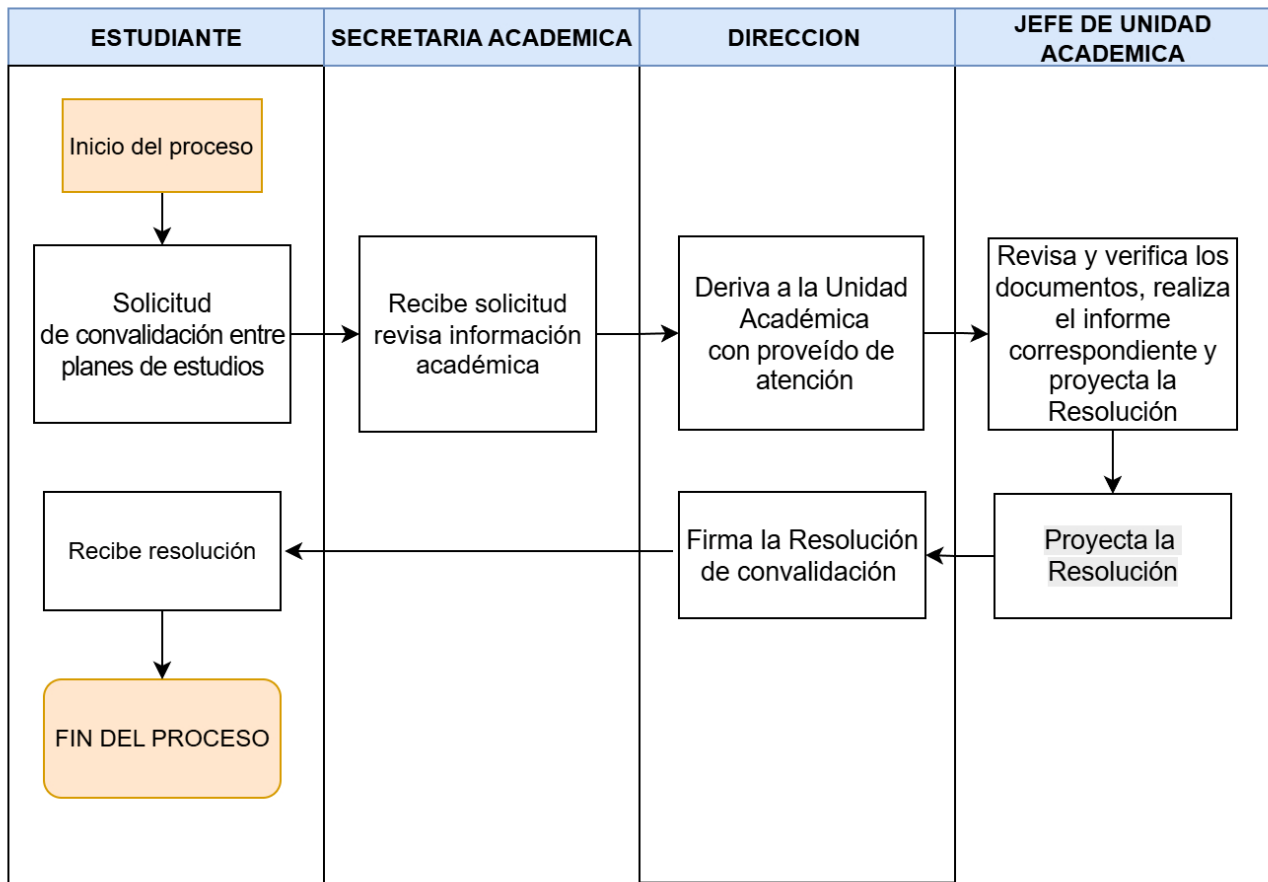 ESTUDIANTE
SECRETARIA ACADEMICA
DIRECCION
JEFE DE UNIDAD
ACADEMICA
Inicio del proceso
Solicitud
de convalidación entre
planes de estudios
Recibe solicitud
revisa información
académica
Deriva a la Unidad
Académica
con proveído de
atención
Revisa y verifica los
documentos, realiza
el informe
correspondiente y
proyecta la
Resolución
Recibe resolución
Firma la Resolución
de convalidación
Proyecta la
Resolución
FIN DEL PROCESO